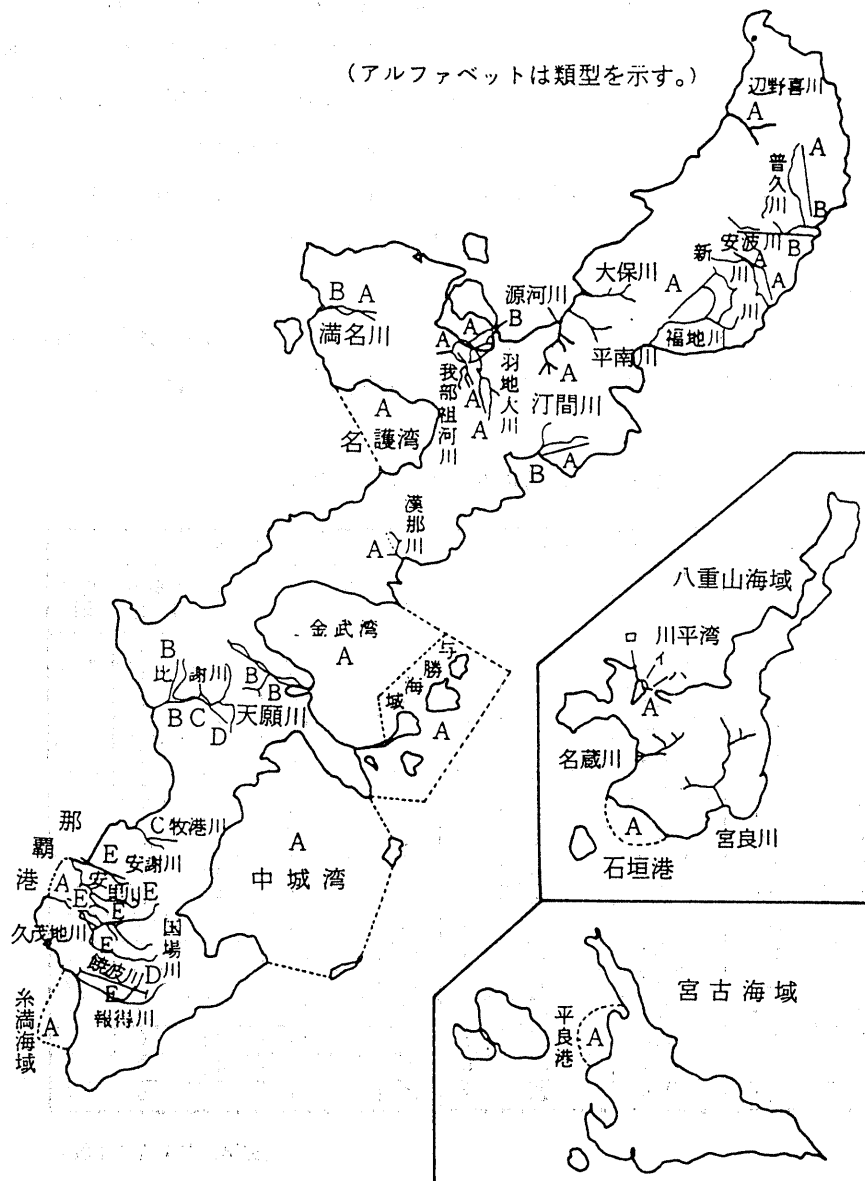 (アルファベットは類型を示す。)
辺野喜川
A
A
普久川
B
安波川
B
新川川
A
A
大保川
A
福地川
源河川
B
A
A
平南川
A
羽地大川
我部祖河川
A
A
B A
満名川
A
名護湾
汀間川
B A
漢那川
A
金武湾
A
与勝海域
A
B
比謝川
B C D
B
B
天願川
那覇港
A
C 牧港川
E
安謝川
安里川
E
E
E
久茂地川
E
国場川
饒波川
D
E
報得川
糸満海域
A
A
中城湾
八重山海域
川平湾
イ
ロ
ハ
A
名蔵川
A
石垣港
宮良川
宮古海域
平良港
A